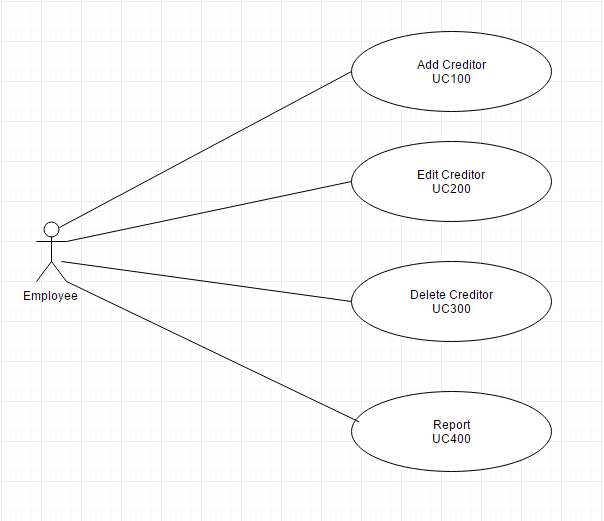 Add Creditor
UC100
Edit Creditor
UC200
Employee
Delete Creditor
UC300
Report
UC400